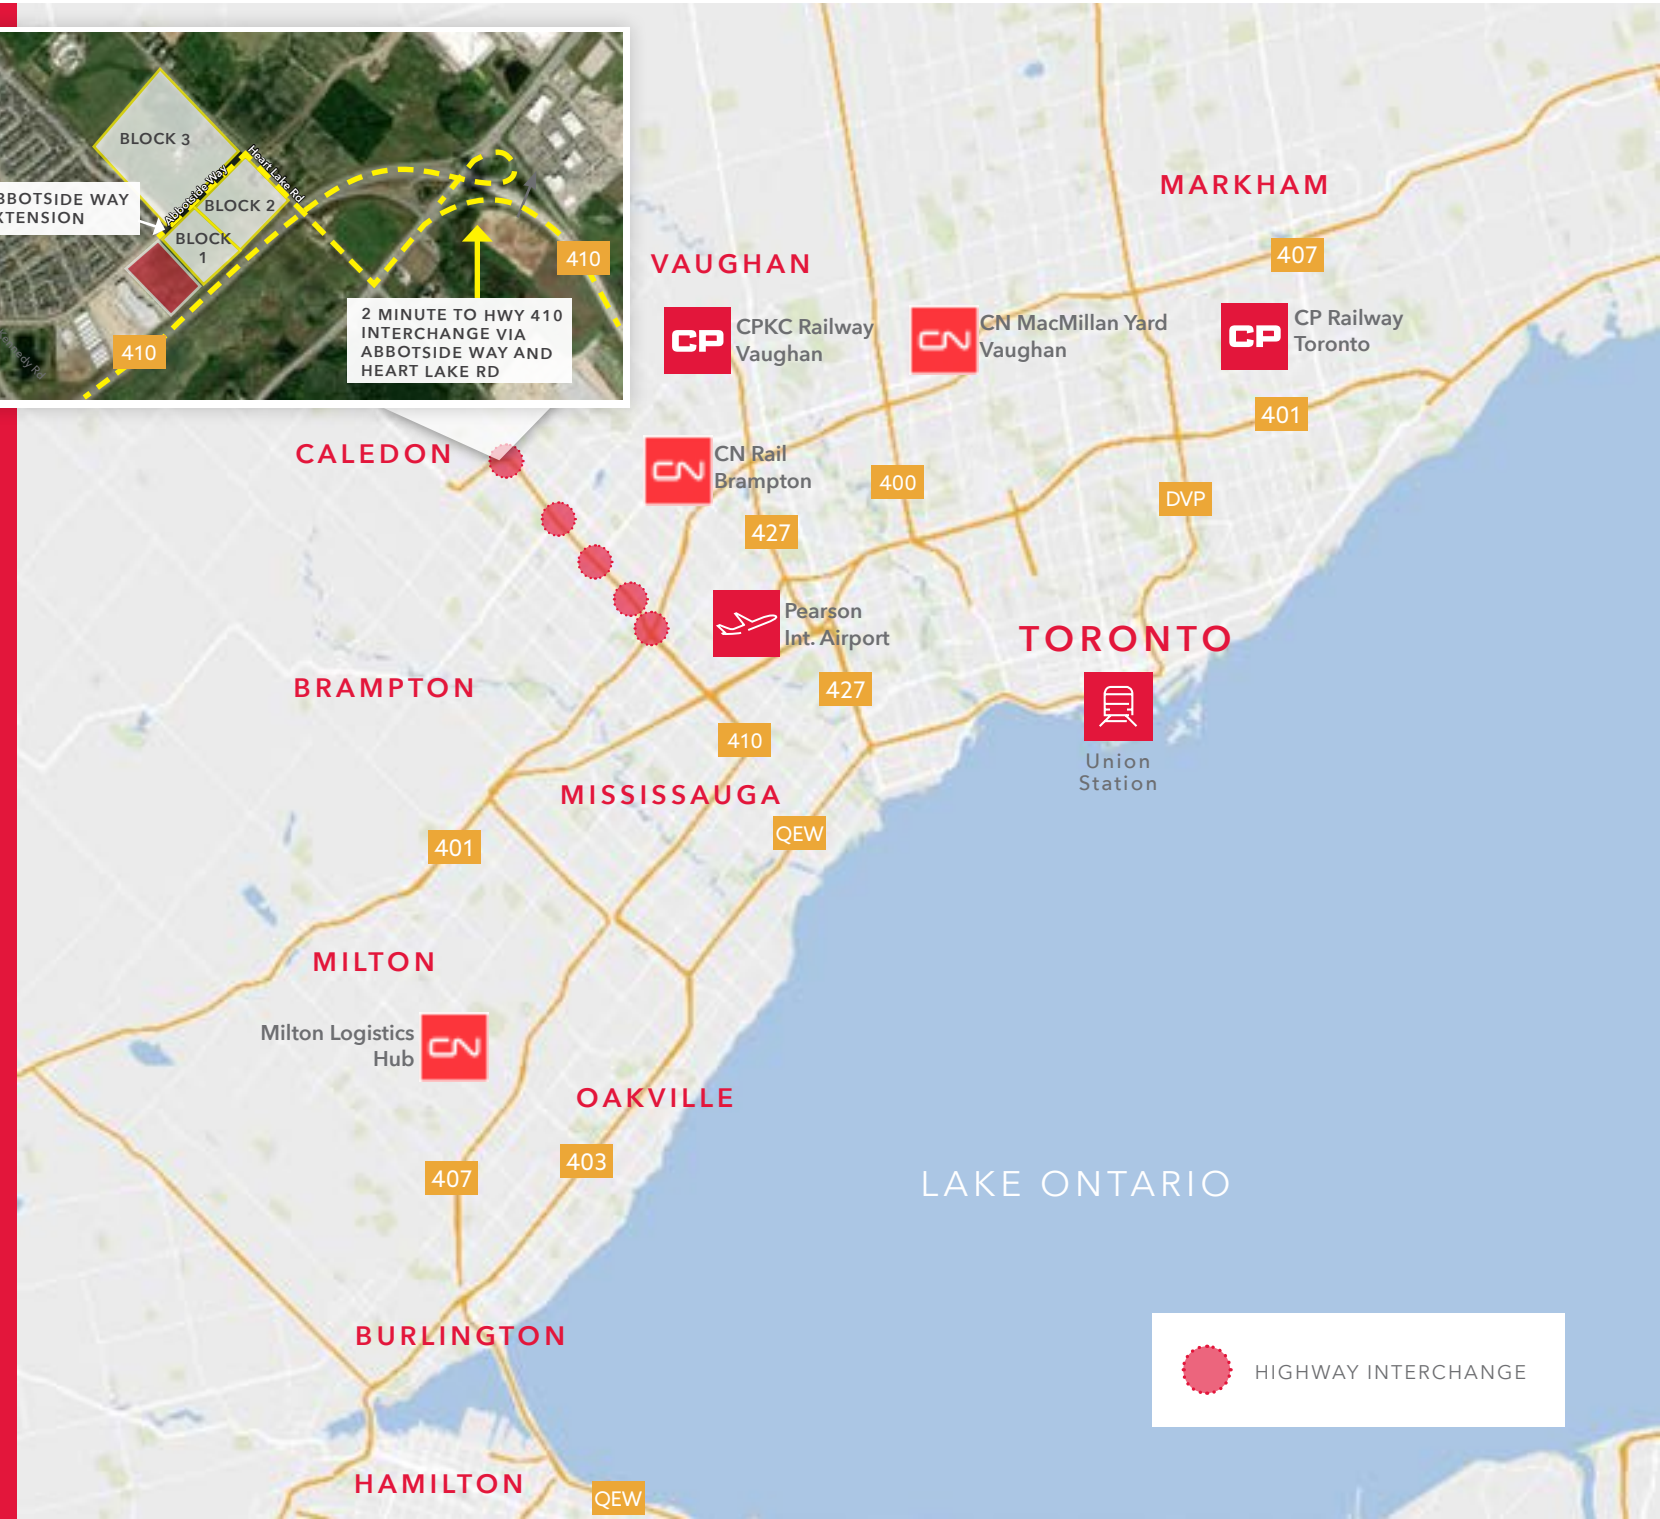 BLOCK 3
Heart Lake Rd
Abbotside Way
BBOTSIDE WAY
XTENSION
BLOCK 2
BLOCK
1
410
2 MINUTE TO HWY 410
INTERCHANGE VIA
ABBOTSIDE WAY AND
HEART LAKE RD
410
MARKHAM
407
VAUGHAN
CP
CPKC Railway
Vaughan
CN
CN MacMillan Yard
Vaughan
CP
CP Railway
Toronto
401
CALEDON
CN
CN Rail
Brampton
400
DVP
427
Pearson
Int. Airport
TORONTO
BRAMPTON
427
410
Union
Station
MISSISSAUGA
QEW
401
MILTON
Milton Logistics
Hub
CN
OAKVILLE
403
407
LAKE ONTARIO
BURLINGTON
HIGHWAY INTERCHANGE
HAMILTON
QEW